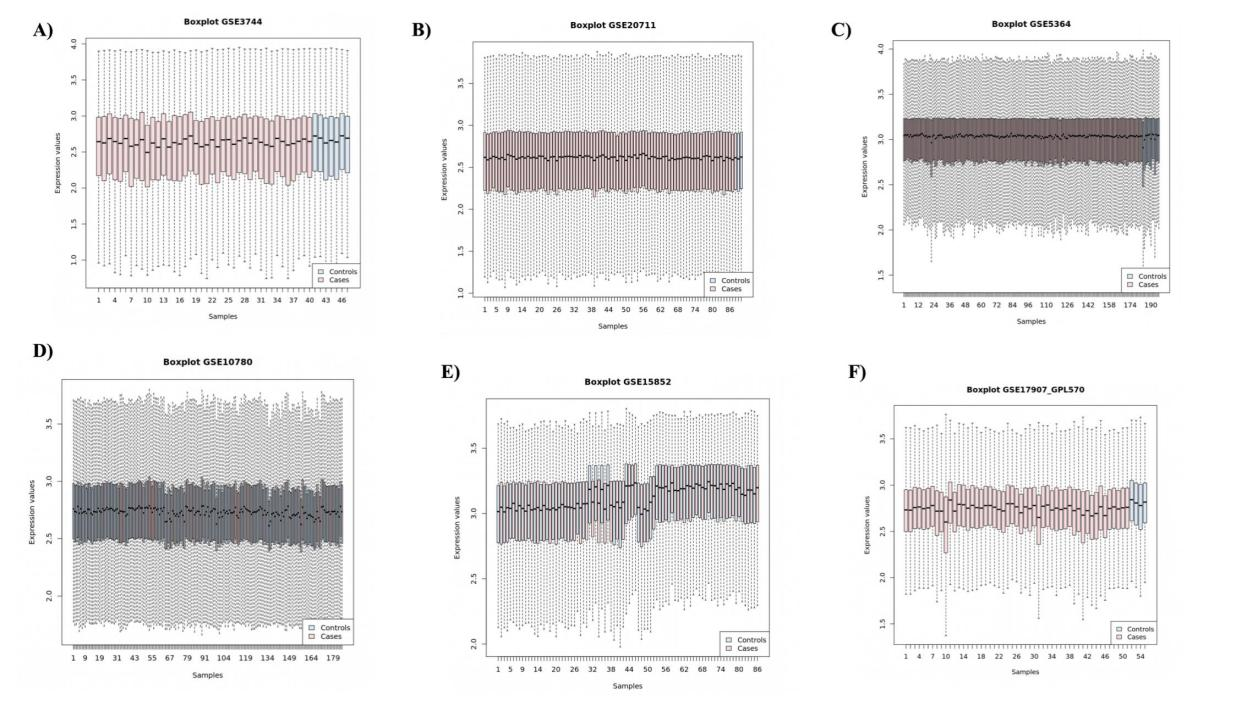 A)
Boxplot GSE3744
Expression values
4.0
3.5
3.0
2.5
2.0
1.5
1.0
Controls
Cases
1 4 7 10 13 16 19 22 25 28 31 34 37 40 43 46
Samples
B)
Boxplot GSE20711
Expression values
3.5
3.0
2.5
2.0
1.5
1.0
Controls
Cases
1 5 9 14 20 26 32 38 44 50 56 62 68 74 80 86
Samples
C)
Boxplot GSE5364
Expression values
4.0
3.5
3.0
2.5
2.0
1.5
Controls
Cases
1 12 24 36 48 60 72 84 96 110 126 142 158 174 190
Samples
D)
Boxplot GSE10780
Expression values
3.5
3.0
2.5
2.0
Controls
Cases
1 9 19 31 43 55 67 79 91 104 119 134 149 164 179
Samples
E)
Boxplot GSE15852
Expression values
3.5
3.0
2.5
2.0
Controls
Cases
1 5 9 14 20 26 32 38 44 50 56 62 68 74 80 86
Samples
F)
Boxplot GSE17907_GPL570
Expression values
3.5
3.0
2.5
2.0
1.5
Controls
Cases
1 4 7 10 14 18 22 26 30 34 38 42 46 50 54
Samples